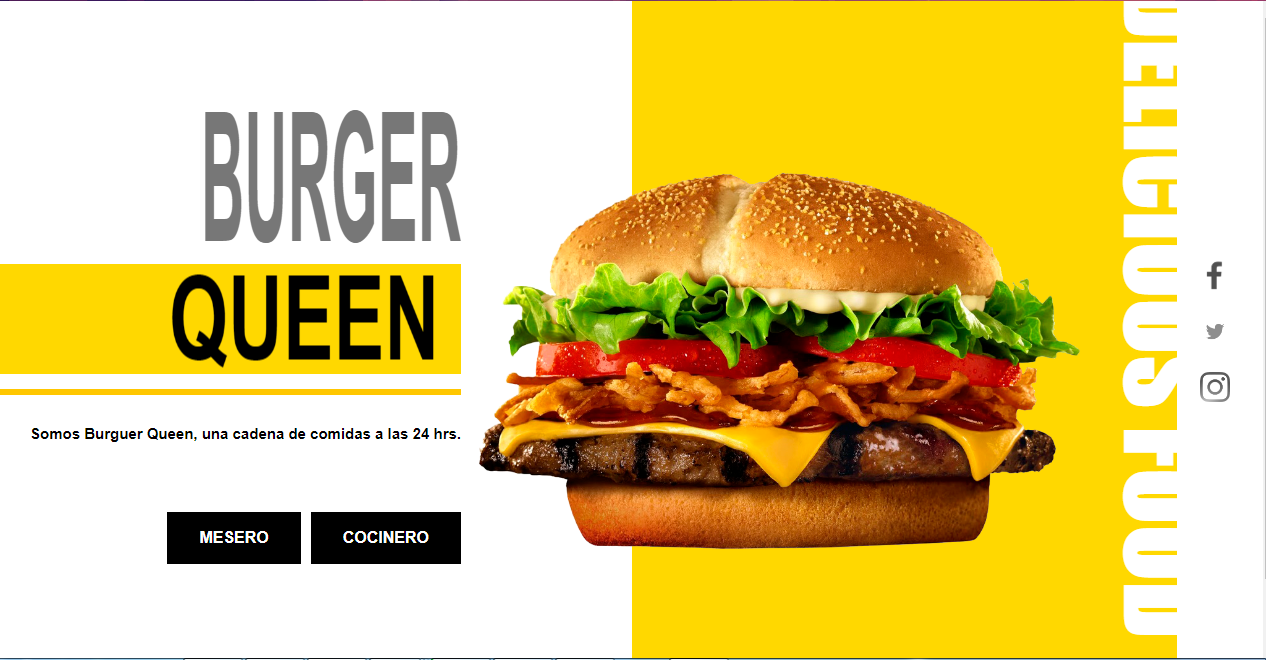 BURGER
QUEEN
Somos Burguer Queen, una cadena de comidas a las 24 hrs.
MESERO
COCINERO
DELICIOUS FOOD